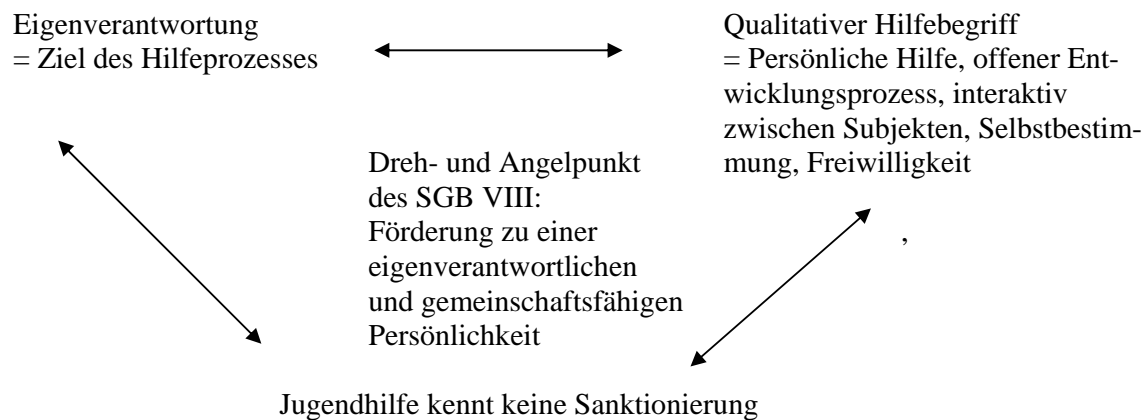 Eigenverantwortung
= Ziel des Hilfeprozesses
Qualitativer Hilfebegriff
= Persönliche Hilfe, offener Ent-
wicklungsprozess, interaktiv
zwischen Subjekten, Selbstbestim-
mung, Freiwilligkeit
Dreh- und Angelpunkt
des SGB VIII:
Förderung zu einer
eigenverantwortlichen
und gemeinschaftsfähigen
Persönlichkeit
,
Jugendhilfe kennt keine Sanktionierung